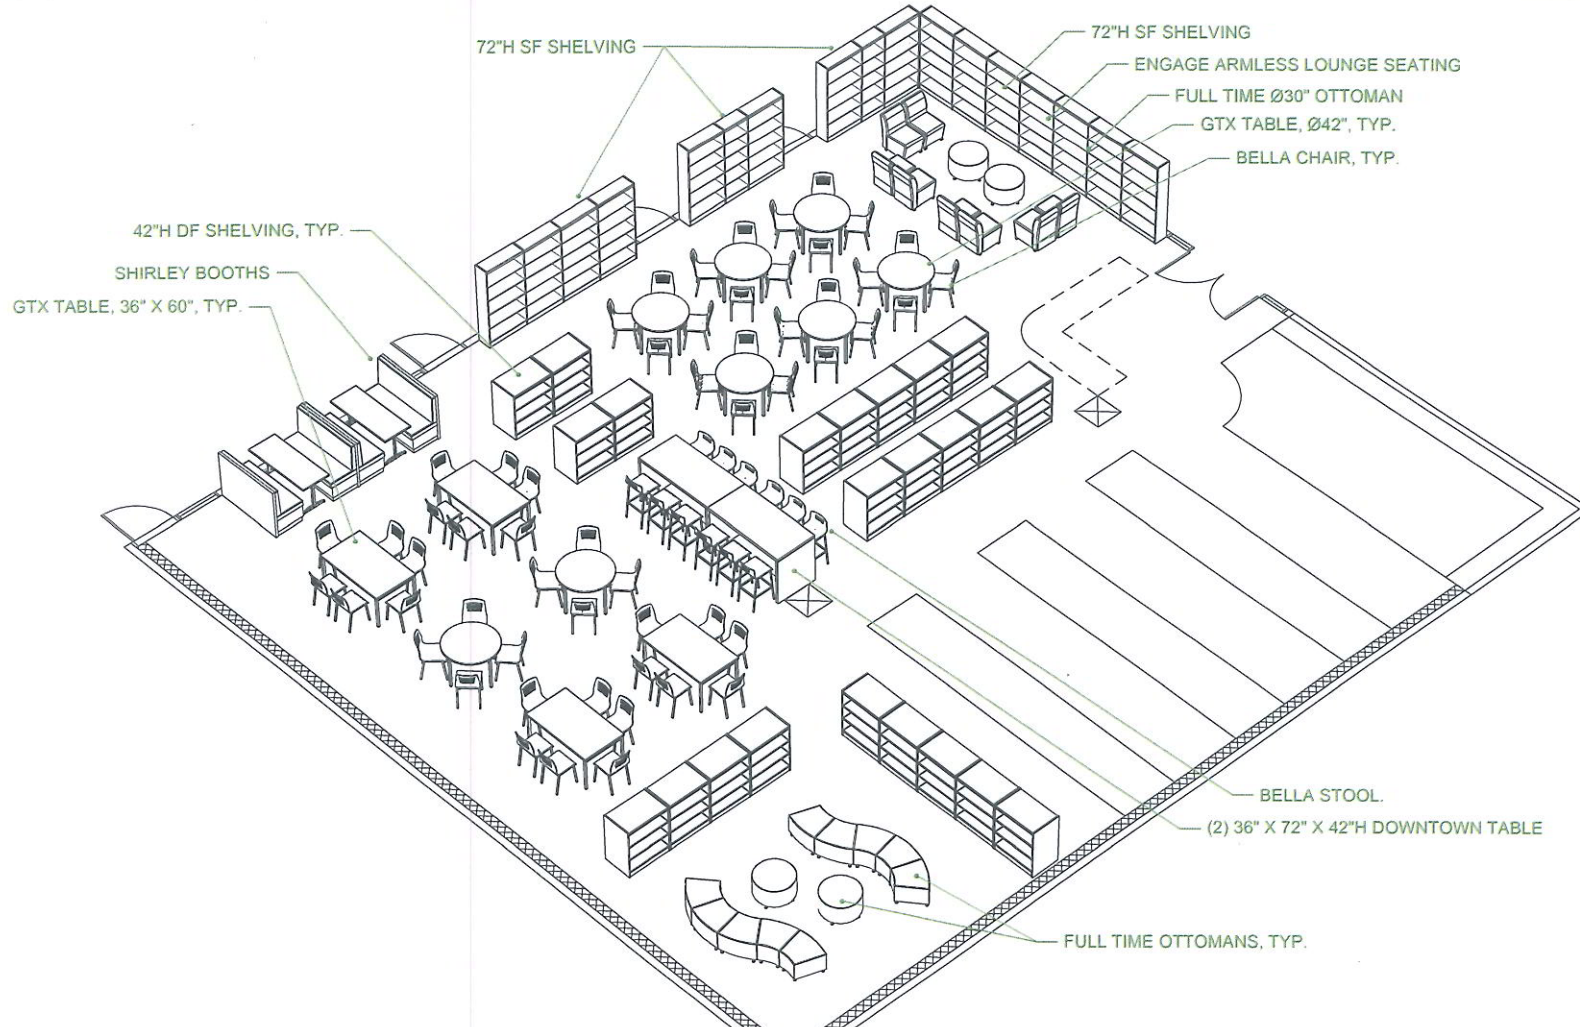 72"H SF SHELVING
72"H SF SHELVING
ENGAGE ARMLESS LOUNGE SEATING
FULL TIME Ø30" OTTOMAN
GTX TABLE, Ø42", TYP.
BELLA CHAIR, TYP.
42"H DF SHELVING, TYP.
SHIRLEY BOOTHS
GTX TABLE, 36" X 60", TYP.
BELLA STOOL.
(2) 36" X 72" X 42"H DOWNTOWN TABLE
FULL TIME OTTOMANS, TYP.